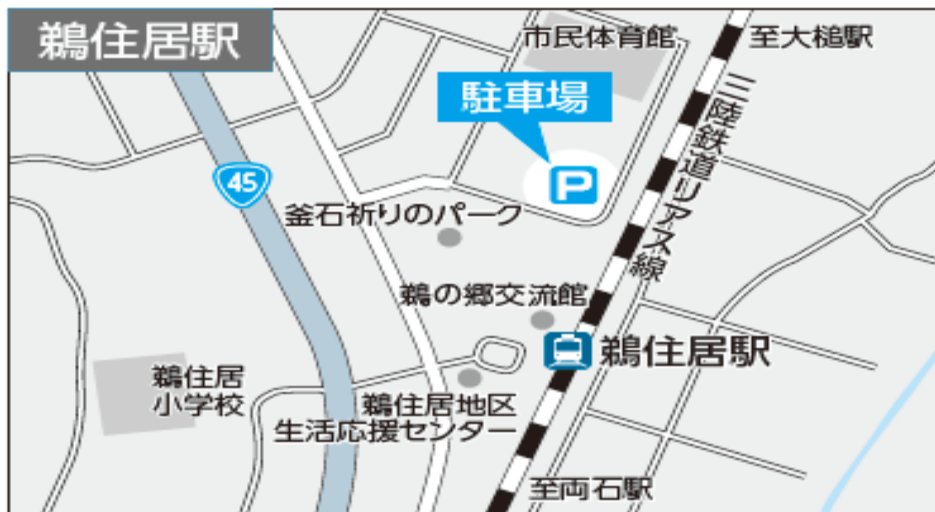 鵜住居駅
市民体育館
至大槌駅
駐車場
三陸鉄道リアス線
P
45
釜石祈りのパーク
鵜の郷交流館
鵜住居駅
鵜住居
小学校
鵜住居地区
生活応援センター
至両石駅